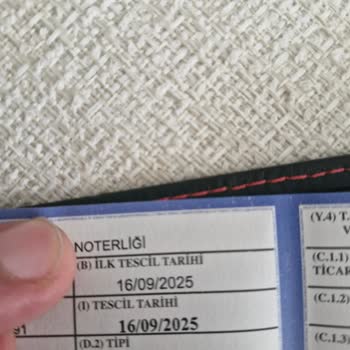 NOTERLİĞİ
(B) İLK TESCİL TARİHİ
16/09/2025
(I) TESCİL TARİHİ
91
16/09/2025
(D.2) TİPİ
(Y.4) T.
(C.1.1)
TİCAR
(C.1.2)
(C.1.3)